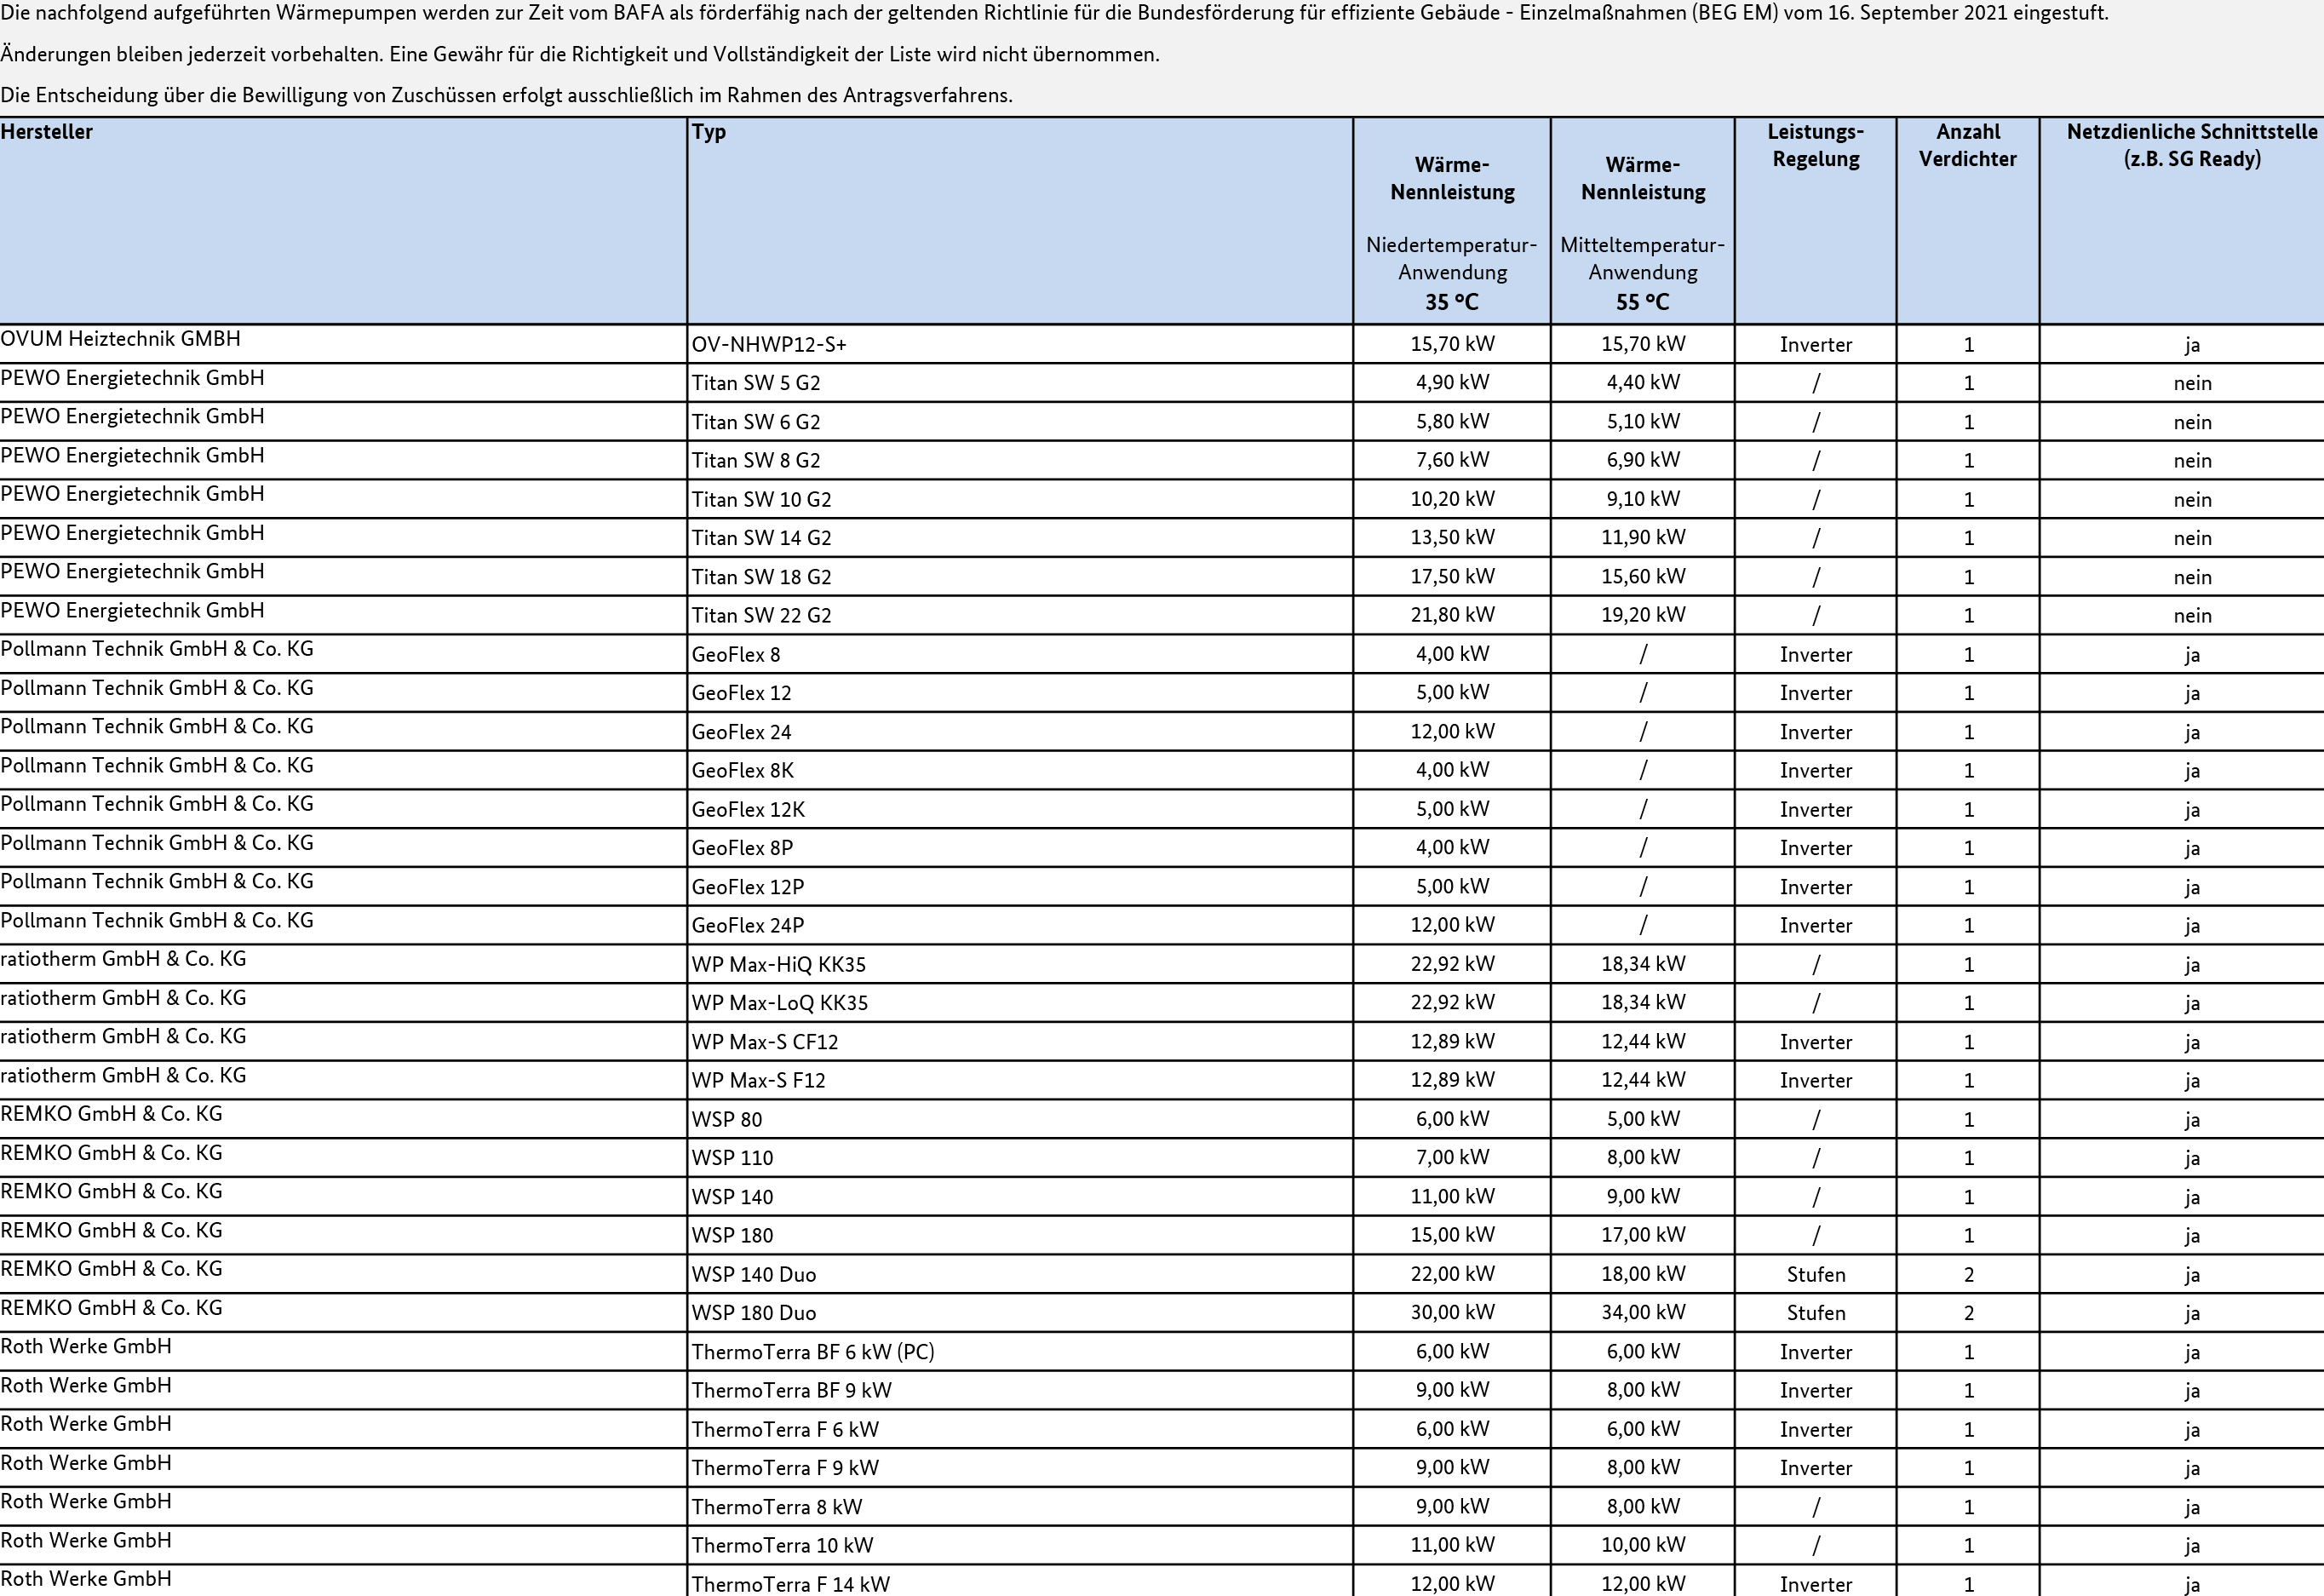 Die nachfolgend aufgeführten Wärmepumpen werden zur Zeit vom BAFA als förderfähig nach der geltenden Richtlinie für die Bundesförderung für effiziente Gebäude - Einzelmaßnahmen (BEG EM) vom 16. September 2021 eingestuft.
Änderungen bleiben jederzeit vorbehalten. Eine Gewähr für die Richtigkeit und Vollständigkeit der Liste wird nicht übernommen.
Die Entscheidung über die Bewilligung von Zuschüssen erfolgt ausschließlich im Rahmen des Antragsverfahrens.
Hersteller Typ Leistungs- Anzahl Netzdienliche Schnittstelle
Wärme- Wärme- Regelung Verdichter (z.B. SG Ready)
Nennleistung Nennleistung
Niedertemperatur- Mitteltemperatur-
Anwendung Anwendung
35 °C 55 °C
OVUM Heiztechnik GMBH OV-NHWP12-S+ 15,70 kW 15,70 kW Inverter 1 ja
PEWO Energietechnik GmbH Titan SW 5 G2 4,90 kW 4,40 kW / 1 nein
PEWO Energietechnik GmbH Titan SW 6 G2 5,80 kW 5,10 kW / 1 nein
PEWO Energietechnik GmbH Titan SW 8 G2 7,60 kW 6,90 kW / 1 nein
PEWO Energietechnik GmbH Titan SW 10 G2 10,20 kW 9,10 kW / 1 nein
PEWO Energietechnik GmbH Titan SW 14 G2 13,50 kW 11,90 kW / 1 nein
PEWO Energietechnik GmbH Titan SW 18 G2 17,50 kW 15,60 kW / 1 nein
PEWO Energietechnik GmbH Titan SW 22 G2 21,80 kW 19,20 kW / 1 nein
Pollmann Technik GmbH & Co. KG GeoFlex 8 4,00 kW / Inverter 1 ja
Pollmann Technik GmbH & Co. KG GeoFlex 12 5,00 kW / Inverter 1 ja
Pollmann Technik GmbH & Co. KG GeoFlex 24 12,00 kW / Inverter 1 ja
Pollmann Technik GmbH & Co. KG GeoFlex 8K 4,00 kW / Inverter 1 ja
Pollmann Technik GmbH & Co. KG GeoFlex 12K 5,00 kW / Inverter 1 ja
Pollmann Technik GmbH & Co. KG GeoFlex 8P 4,00 kW / Inverter 1 ja
Pollmann Technik GmbH & Co. KG GeoFlex 12P 5,00 kW / Inverter 1 ja
Pollmann Technik GmbH & Co. KG GeoFlex 24P 12,00 kW / Inverter 1 ja
ratiotherm GmbH & Co. KG WP Max-HiQ KK35 22,92 kW 18,34 kW / 1 ja
ratiotherm GmbH & Co. KG WP Max-LoQ KK35 22,92 kW 18,34 kW / 1 ja
ratiotherm GmbH & Co. KG WP Max-S CF12 12,89 kW 12,44 kW Inverter 1 ja
ratiotherm GmbH & Co. KG WP Max-S F12 12,89 kW 12,44 kW Inverter 1 ja
REMKO GmbH & Co. KG WSP 80 6,00 kW 5,00 kW / 1 ja
REMKO GmbH & Co. KG WSP 110 7,00 kW 8,00 kW / 1 ja
REMKO GmbH & Co. KG WSP 140 11,00 kW 9,00 kW / 1 ja
REMKO GmbH & Co. KG WSP 180 15,00 kW 17,00 kW / 1 ja
REMKO GmbH & Co. KG WSP 140 Duo 22,00 kW 18,00 kW Stufen 2 ja
REMKO GmbH & Co. KG WSP 180 Duo 30,00 kW 34,00 kW Stufen 2 ja
Roth Werke GmbH ThermoTerra BF 6 kW (PC) 6,00 kW 6,00 kW Inverter 1 ja
Roth Werke GmbH ThermoTerra BF 9 kW 9,00 kW 8,00 kW Inverter 1 ja
Roth Werke GmbH ThermoTerra F 6 kW 6,00 kW 6,00 kW Inverter 1 ja
Roth Werke GmbH ThermoTerra F 9 kW 9,00 kW 8,00 kW Inverter 1 ja
Roth Werke GmbH ThermoTerra 8 kW 9,00 kW 8,00 kW / 1 ja
Roth Werke GmbH ThermoTerra 10 kW 11,00 kW 10,00 kW / 1 ja
Roth Werke GmbH ThermoTerra F 14 kW 12,00 kW 12,00 kW Inverter 1 ja